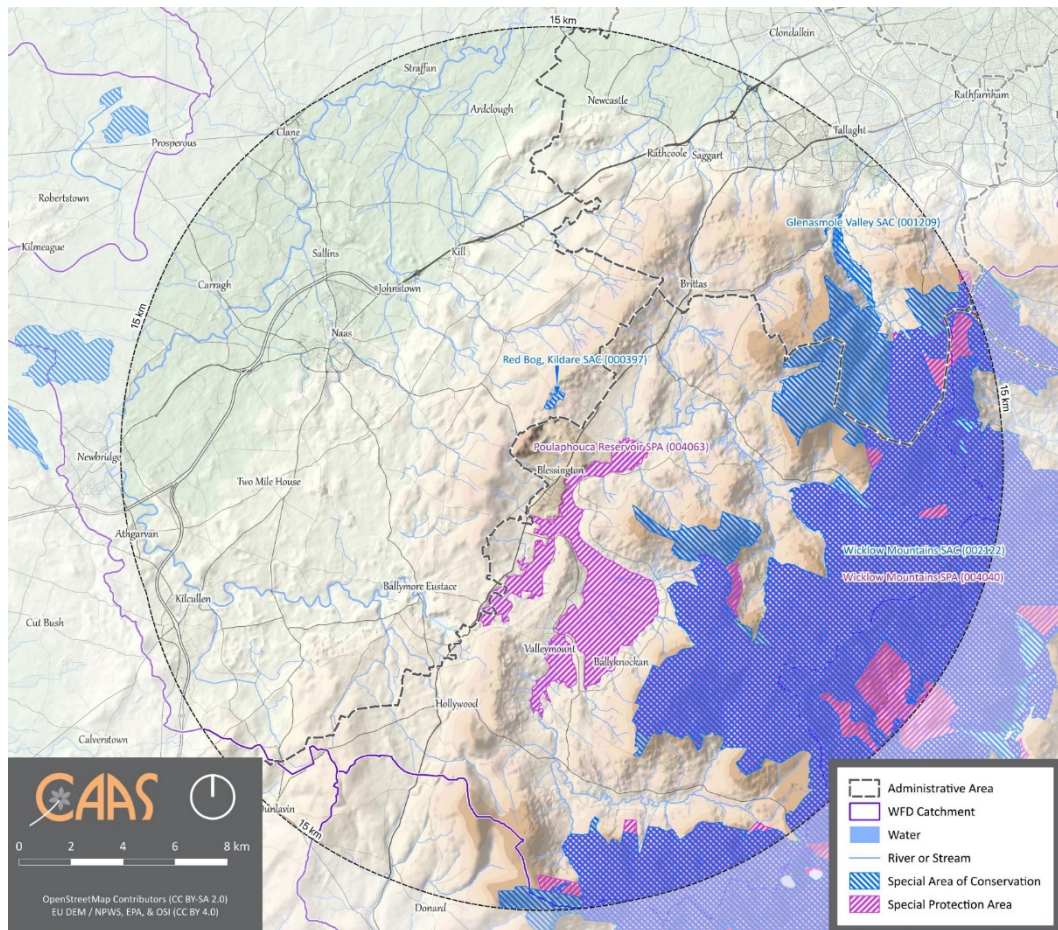 15 km
Clondalkin
Straffan
Rathfarnham
Ardclough
Newcastle
Clane
Tallaght
Prosperous
Rathcoole
Saggart
Robertstown
Glenasmole Valley SAC (001209)
Kilmeague
Sallins
Kill
Carragh
Johnstown
Brittas
15 km
Naas
Red Bog, Kildare SAC (000397)
15 km
Poulaphouca Reservoir SPA (004063)
Newbridge
Two Mile House
Blessington
Athgarvan
Wicklow Mountains SAC (002122)
Wicklow Mountains SPA (004040)
Ballymore Eustace
Kilcullen
Cut Bush
Valleymount
Ballyknockan
Hollywood
Calverstown
Dunlavin
15 km
Donard
CAAS
0 2 4 6 8 km
OpenStreetMap Contributors (CC BY-SA 2.0)
EU DEM / NPWS, EPA, & OSI (CC BY 4.0)
Administrative Area
WFD Catchment
Water
River or Stream
Special Area of Conservation
Special Protection Area